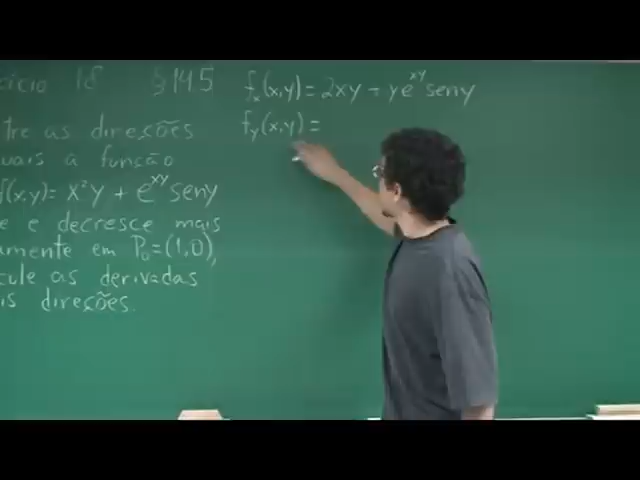 cício 18 §14.5
tre as direções
uais a função
f(x,y)= x²y + e^xy seny
e e decresce mais
amente em P₀=(1,0),
cule as derivadas
is direções.
fₓ(x,y)= 2xy + ye^xy seny
f_y(x,y)=